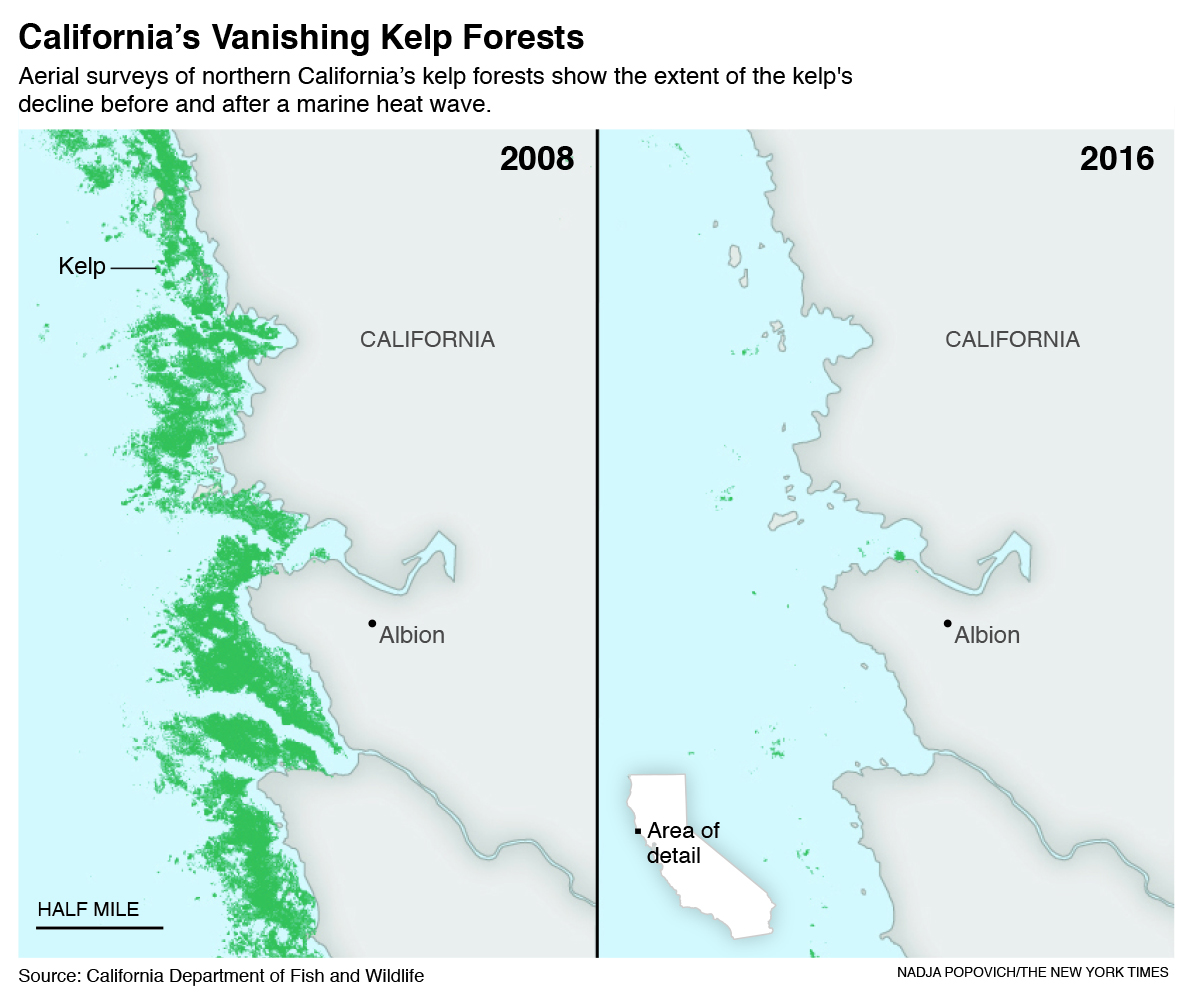 California’s Vanishing Kelp Forests
Aerial surveys of northern California’s kelp forests show the extent of the kelp's
decline before and after a marine heat wave.
2008
Kelp
CALIFORNIA
Albion
HALF MILE
2016
CALIFORNIA
Albion
Area of
detail
Source: California Department of Fish and Wildlife
NADJA POPOVICH/THE NEW YORK TIMES